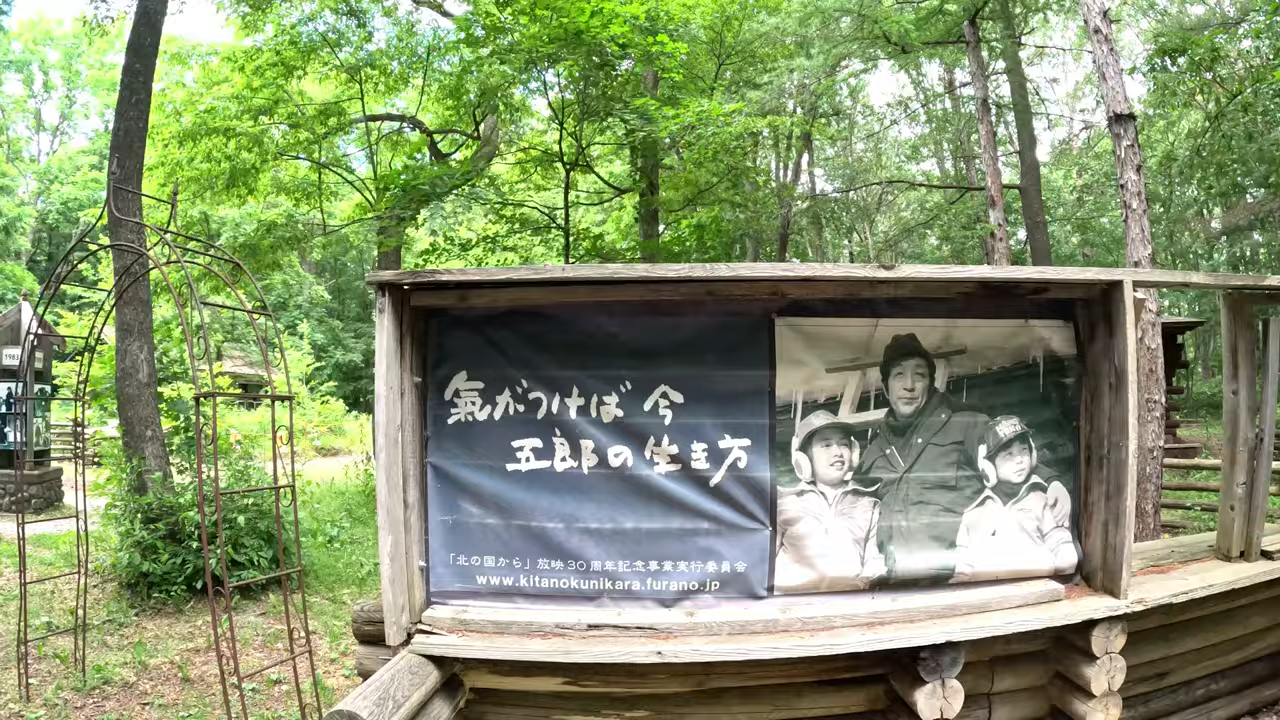 氣がつけば 今
五郎の生き方
「北の国から」放映30周年記念事業実行委員会
www.kitanokunikara.furano.jp
1983